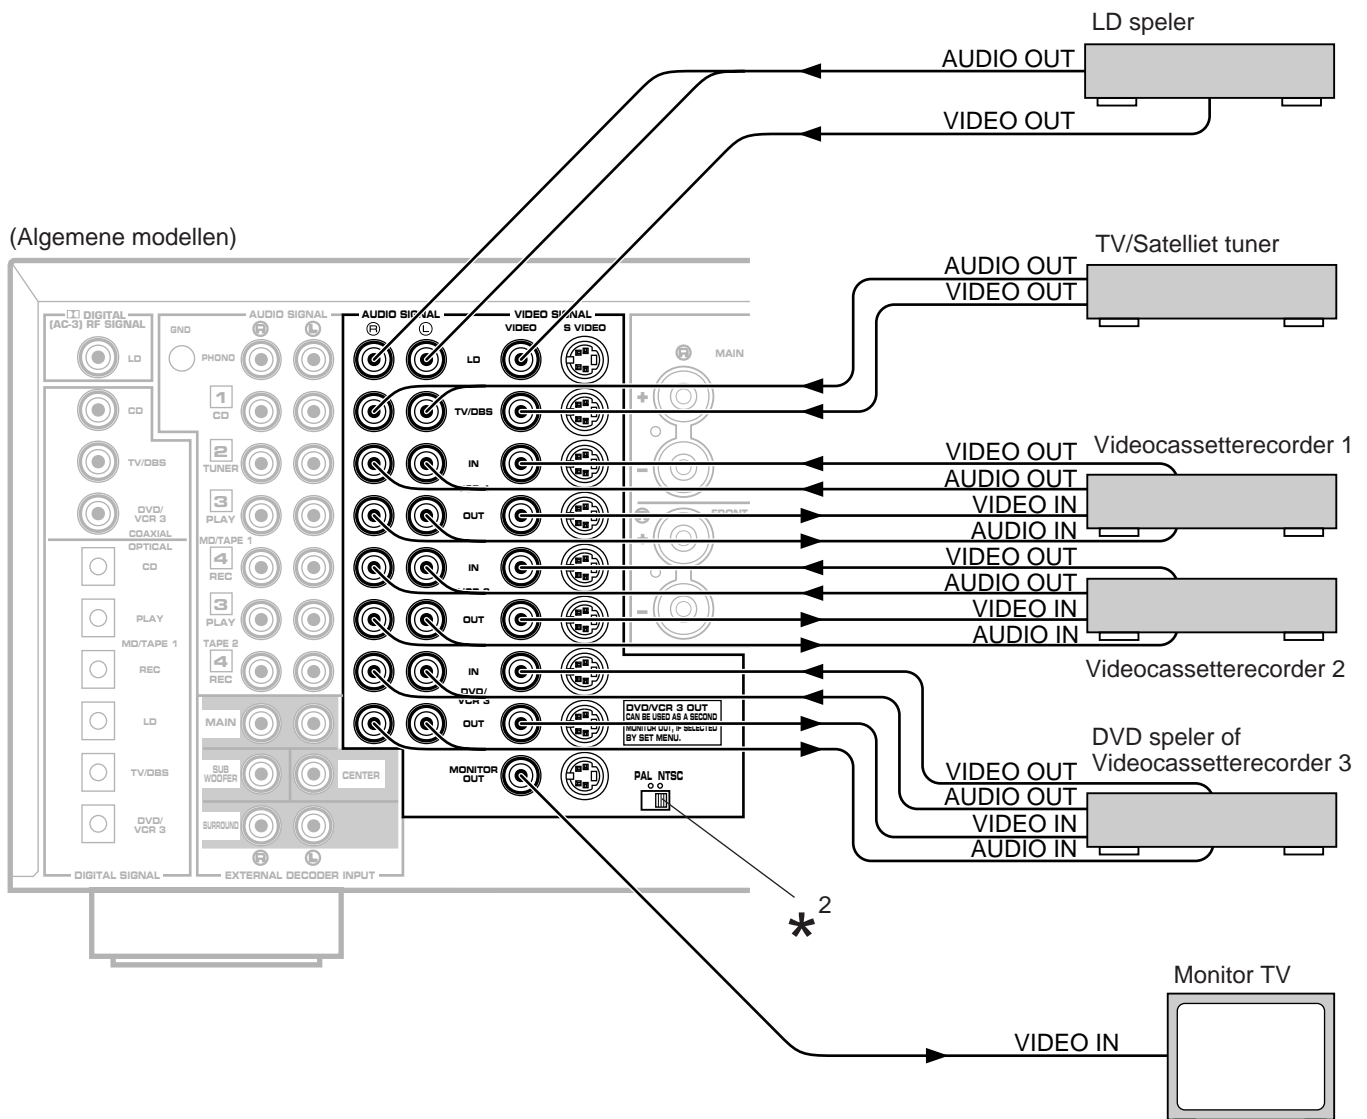 LD speler
AUDIO OUT
VIDEO OUT
(Algemene modellen)
TV/Satelliet tuner
AUDIO OUT
VIDEO OUT
DIGITAL
(AC-3) RF SIGNAL
LD
CD
TV/DBS
DVD/
VCR 3
COAXIAL
OPTICAL
CD
PLAY
MD/TAPE 1
REC
LD
TV/DBS
DVD/
VCR 3
DIGITAL SIGNAL
AUDIO SIGNAL
GND
R L
PHONO
1
CD
2
TUNER
3
PLAY
MD/TAPE 1
4
REC
3
PLAY
TAPE 2
4
REC
MAIN
SUB
WOOFER
CENTER
SURROUND
R L
EXTERNAL DECODER INPUT
AUDIO SIGNAL
R L
VIDEO SIGNAL
VIDEO S VIDEO
LD
TV/DBS
IN
OUT
IN
OUT
IN
DVD/
VCR 3
OUT
MONITOR
OUT
DVD/VCR 3 OUT
CAN BE USED AS A SECOND
MONITOR OUT, IF SELECTED
BY SET MENU.
PAL NTSC
*2
R MAIN
+
–
FRONT
+
–
Videocassetterecorder 1
VIDEO OUT
AUDIO OUT
VIDEO IN
AUDIO IN
VIDEO OUT
AUDIO OUT
VIDEO IN
AUDIO IN
Videocassetterecorder 2
DVD speler of
Videocassetterecorder 3
VIDEO OUT
AUDIO OUT
VIDEO IN
AUDIO IN
Monitor TV
VIDEO IN